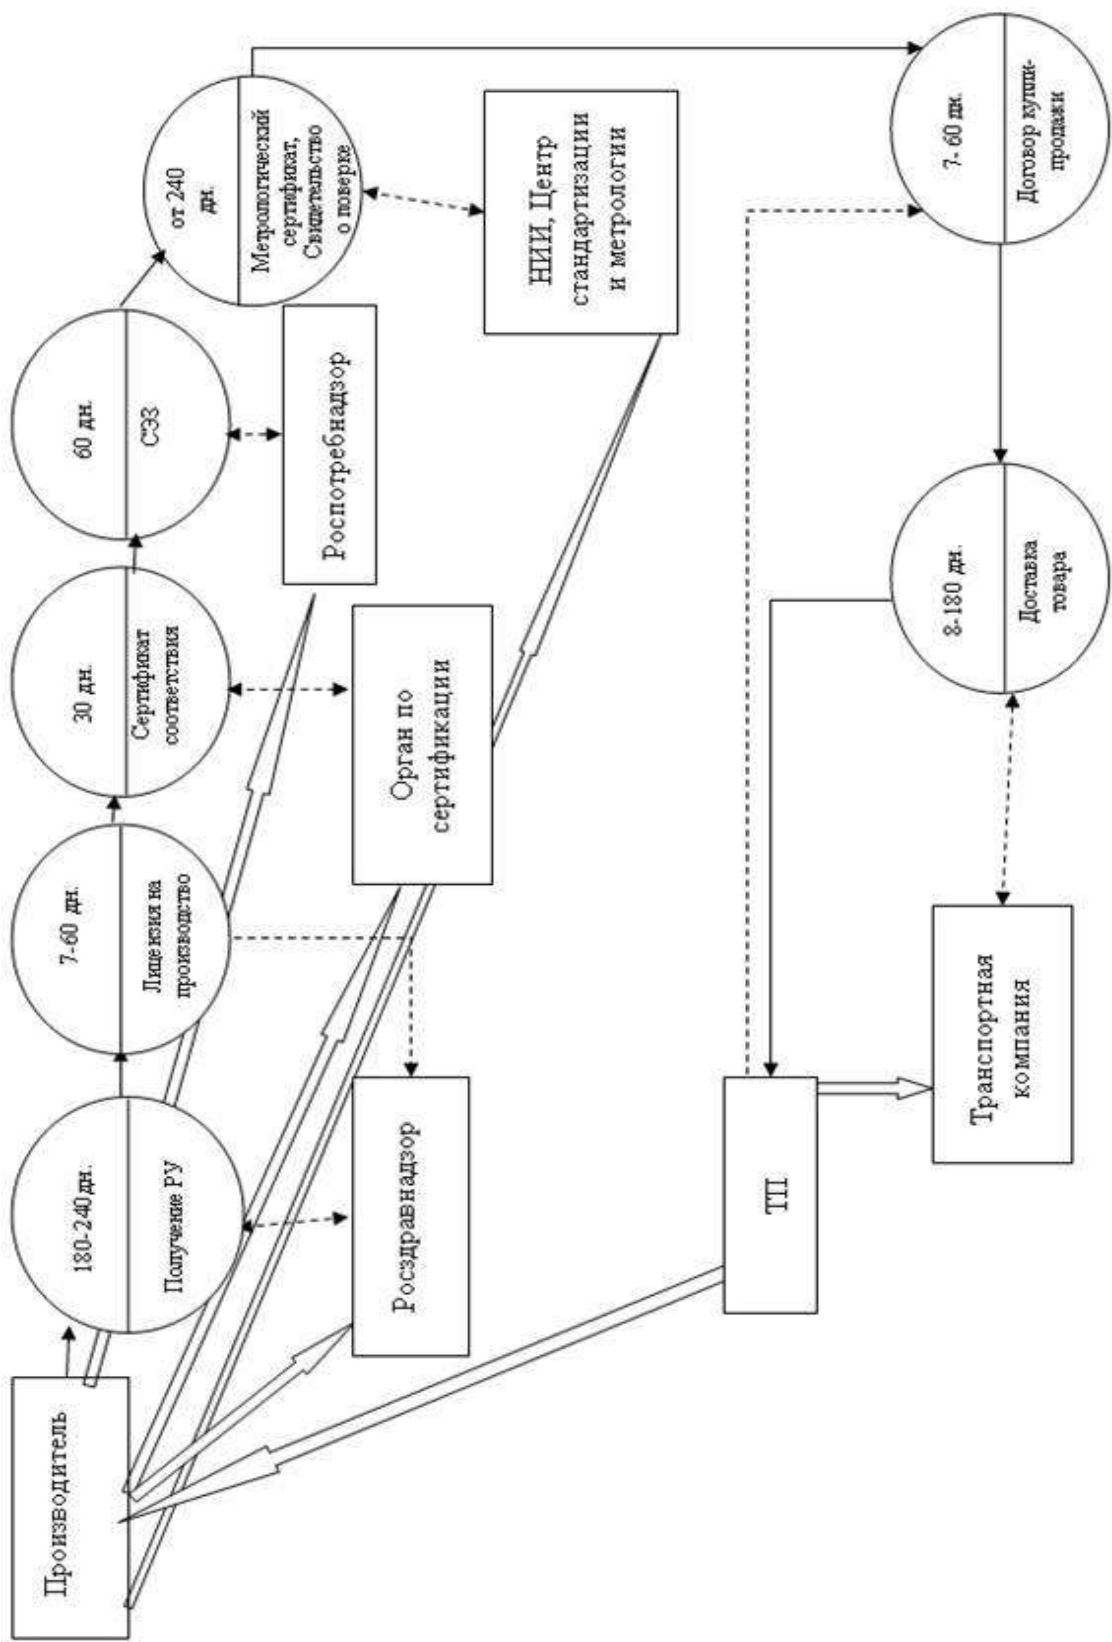 Производитель
180-240дн.
Получение РУ
7-60 дн.
Лицензия на
производство
30 дн.
Сертификат
соответствия
60 дн.
СЭЗ
от 240
дн.
Метрологический
сертификат,
Свидетельство
о поверке
Росздравнадзор
Орган по
сертификации
Роспотребнадзор
НИИ, Центр
стандартизации
и метрологии
ТП
Транспортная
компания
8-180 дн.
Доставка
товара
7- 60 дн.
Договор купли-
продажи